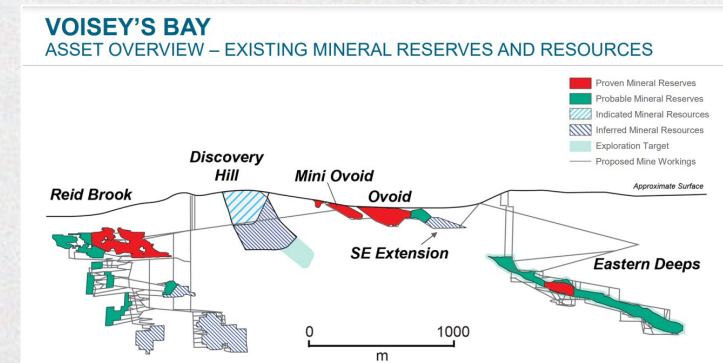 VOISEY'S BAY
ASSET OVERVIEW – EXISTING MINERAL RESERVES AND RESOURCES
Proven Mineral Reserves
Probable Mineral Reserves
Indicated Mineral Resources
Inferred Mineral Resources
Exploration Target
Proposed Mine Workings
Discovery
Hill
Mini Ovoid
Reid Brook
Ovoid
Approximate Surface
SE Extension
Eastern Deeps
0 1000
m